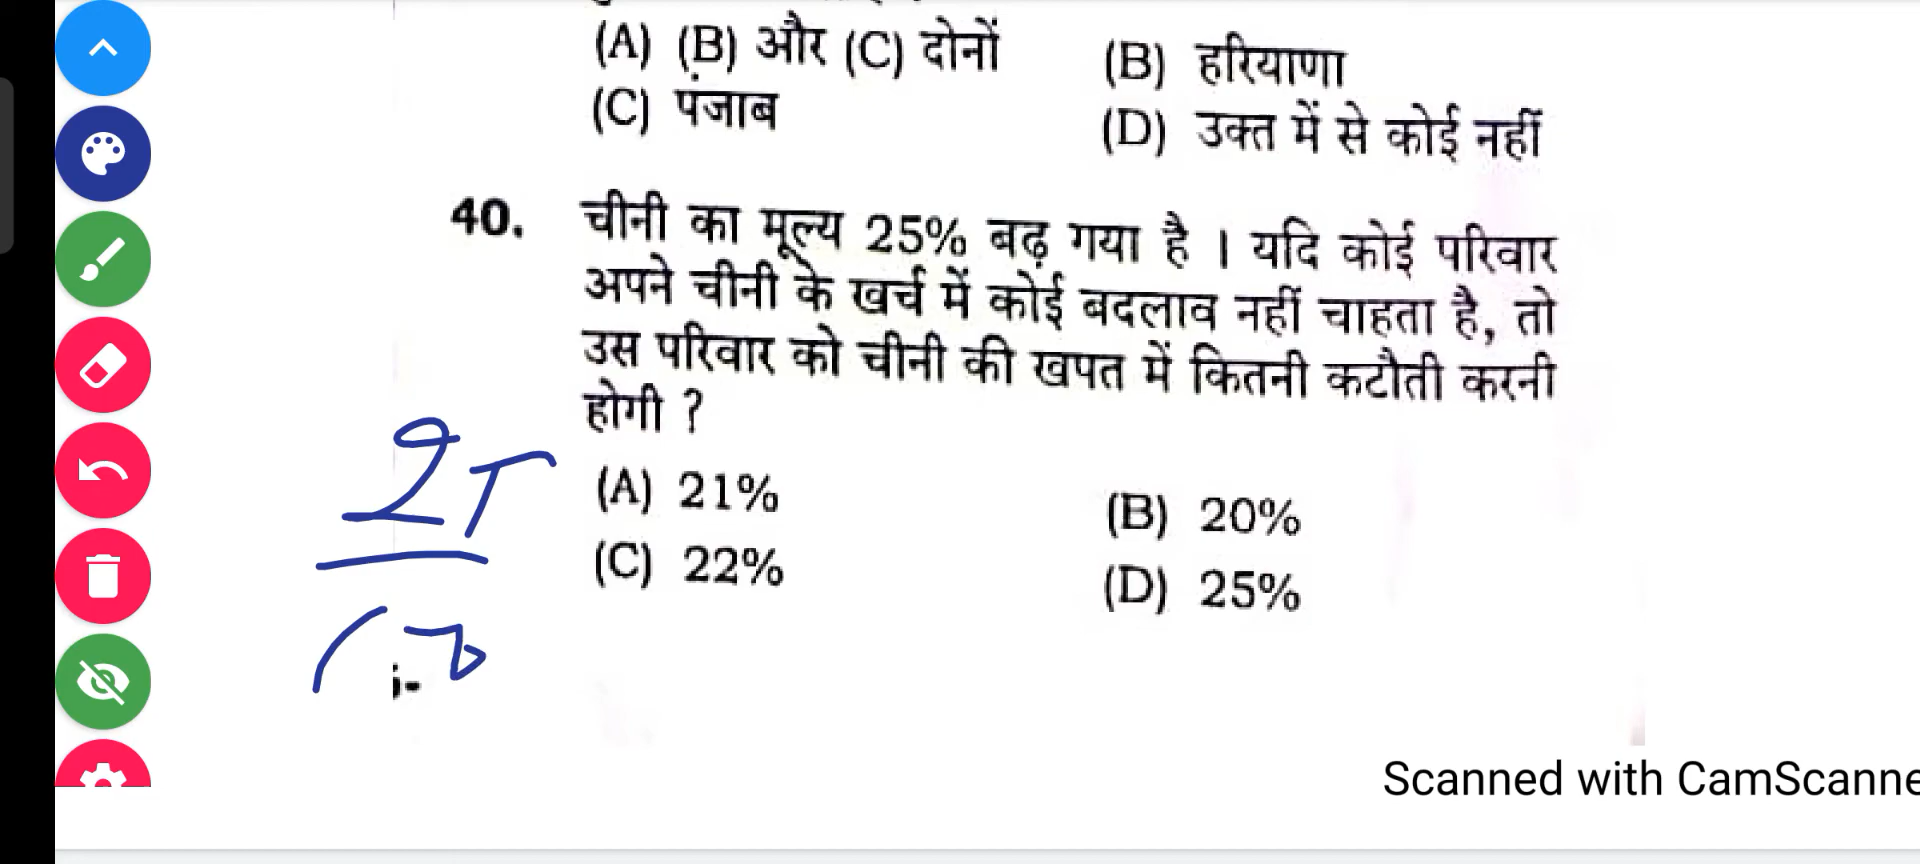 (A) (B) और (C) दोनों (B) हरियाणा
(C) पंजाब (D) उक्त में से कोई नहीं
40. चीनी का मूल्य 25% बढ़ गया है । यदि कोई परिवार
अपने चीनी के खर्च में कोई बदलाव नहीं चाहता है, तो
उस परिवार को चीनी की खपत में कितनी कटौती करनी
होगी ?
(A) 21% (B) 20%
(C) 22% (D) 25%
Scanned with CamScanne